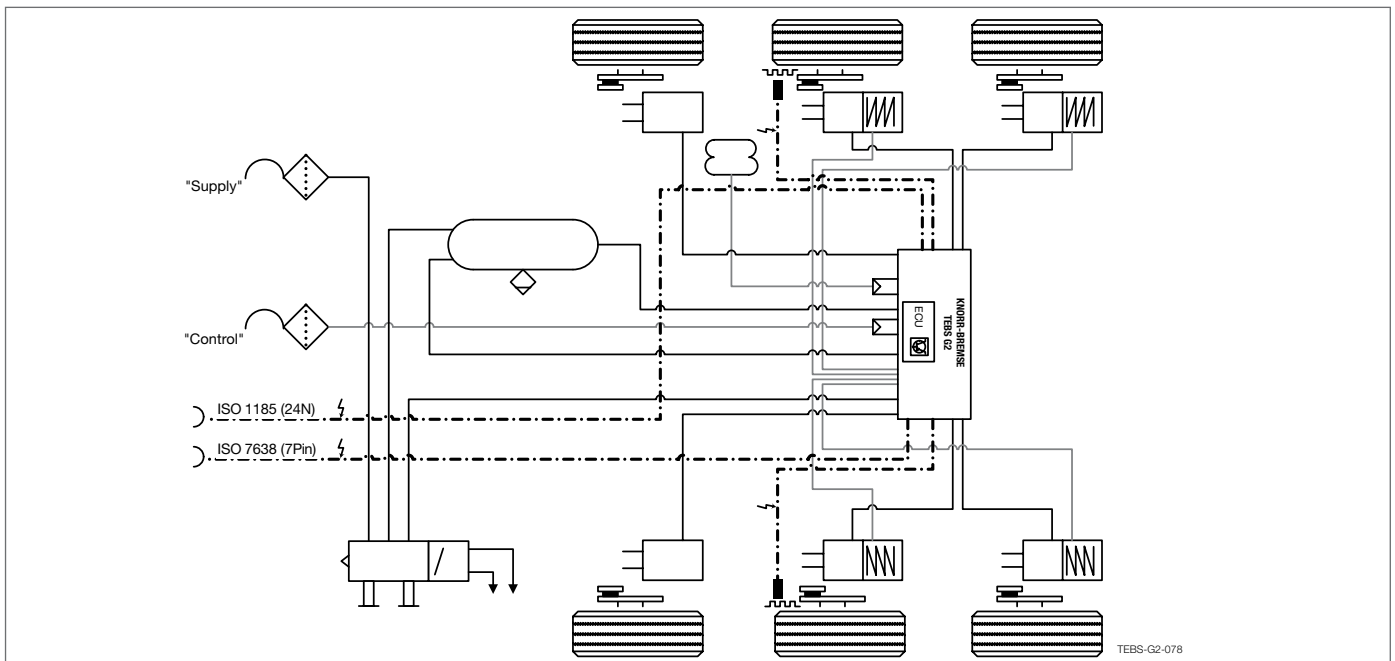 "Supply"
KNORR-BREMSE
TEBS G2
ECU
"Control"
ISO 1185 (24N)
ISO 7638 (7Pin)
TEBS-G2-078